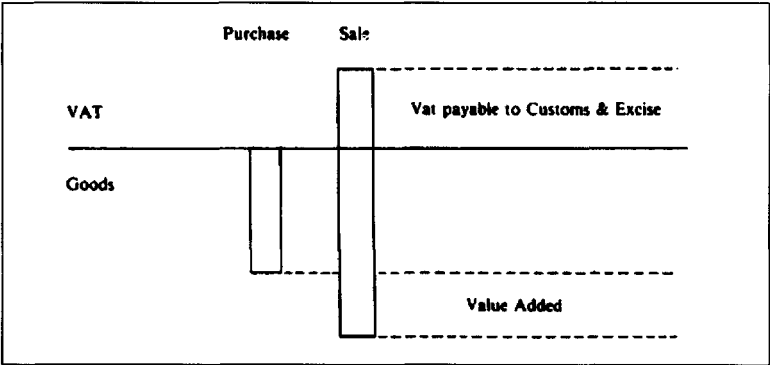 Purchase Sale
VAT
Vat payable to Customs & Excise
Goods
Value Added